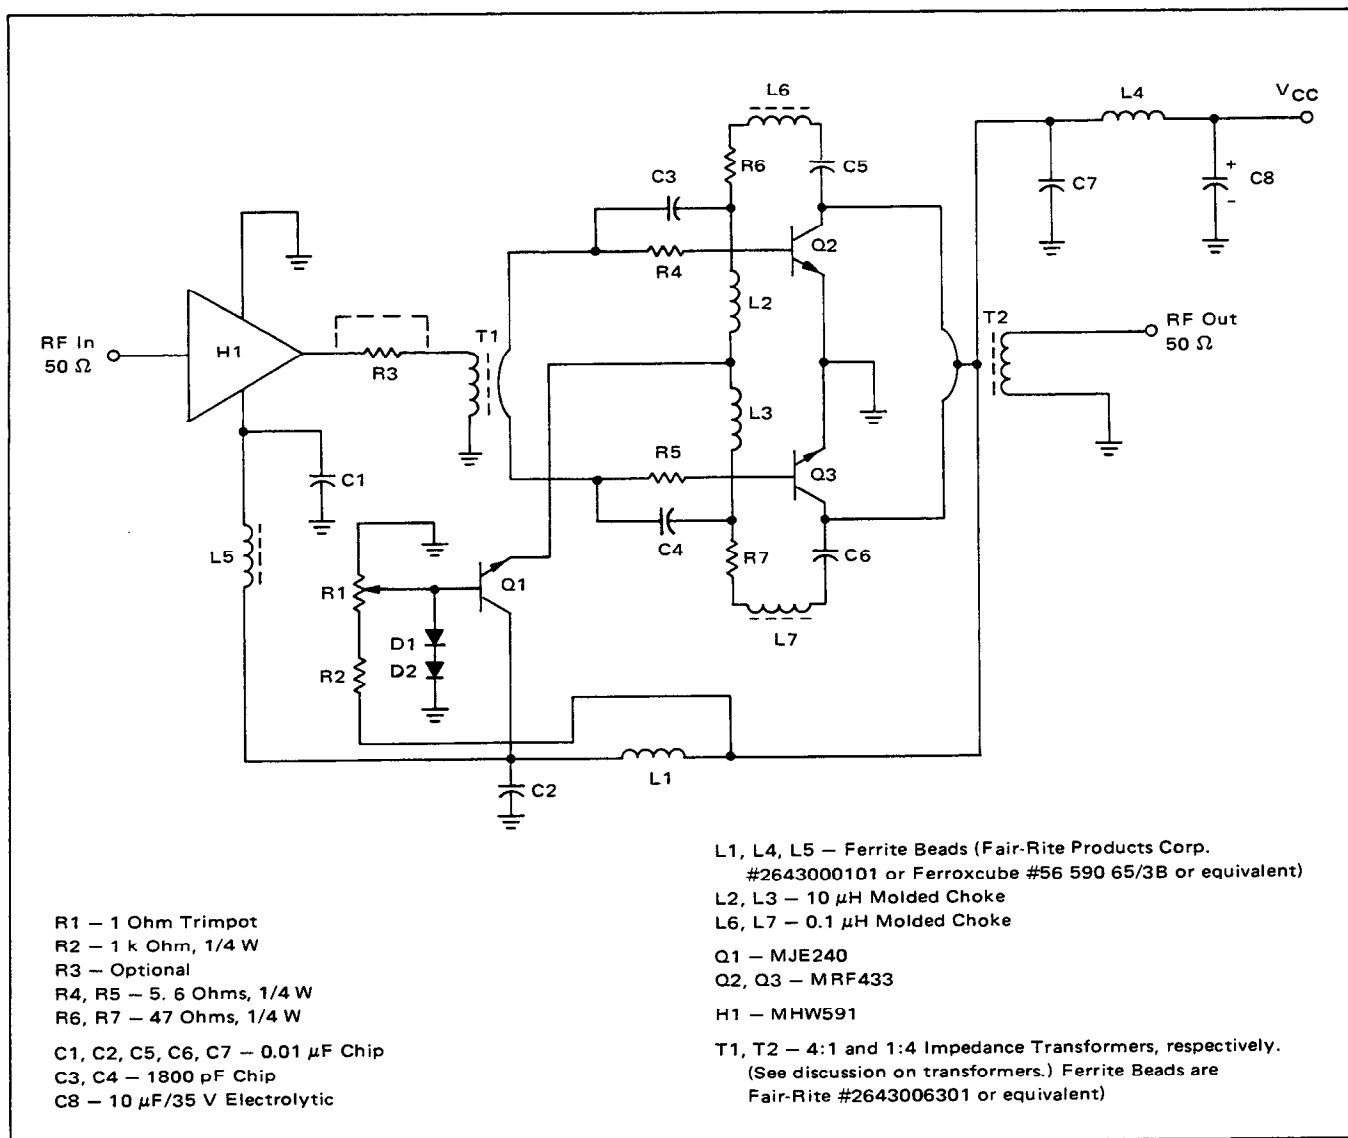 L6
L4
VCC
R6
C5
C3
C7
+
C8
-
Q2
R4
L2
T1
T2
RF Out
50 Ω
RF In
50 Ω
H1
R3
L3
R5
C1
Q3
C4
R7
C6
L5
R1
Q1
D1
L7
R2
D2
L1
C2
R1 – 1 Ohm Trimpot
R2 – 1 k Ohm, 1/4 W
R3 – Optional
R4, R5 – 5. 6 Ohms, 1/4 W
R6, R7 – 47 Ohms, 1/4 W
C1, C2, C5, C6, C7 – 0.01 μF Chip
C3, C4 – 1800 pF Chip
C8 – 10 μF/35 V Electrolytic
L1, L4, L5 – Ferrite Beads (Fair-Rite Products Corp.
#2643000101 or Ferroxcube #56 590 65/3B or equivalent)
L2, L3 – 10 μH Molded Choke
L6, L7 – 0.1 μH Molded Choke
Q1 – MJE240
Q2, Q3 – MRF433
H1 – MHW591
T1, T2 – 4:1 and 1:4 Impedance Transformers, respectively.
(See discussion on transformers.) Ferrite Beads are
Fair-Rite #2643006301 or equivalent)